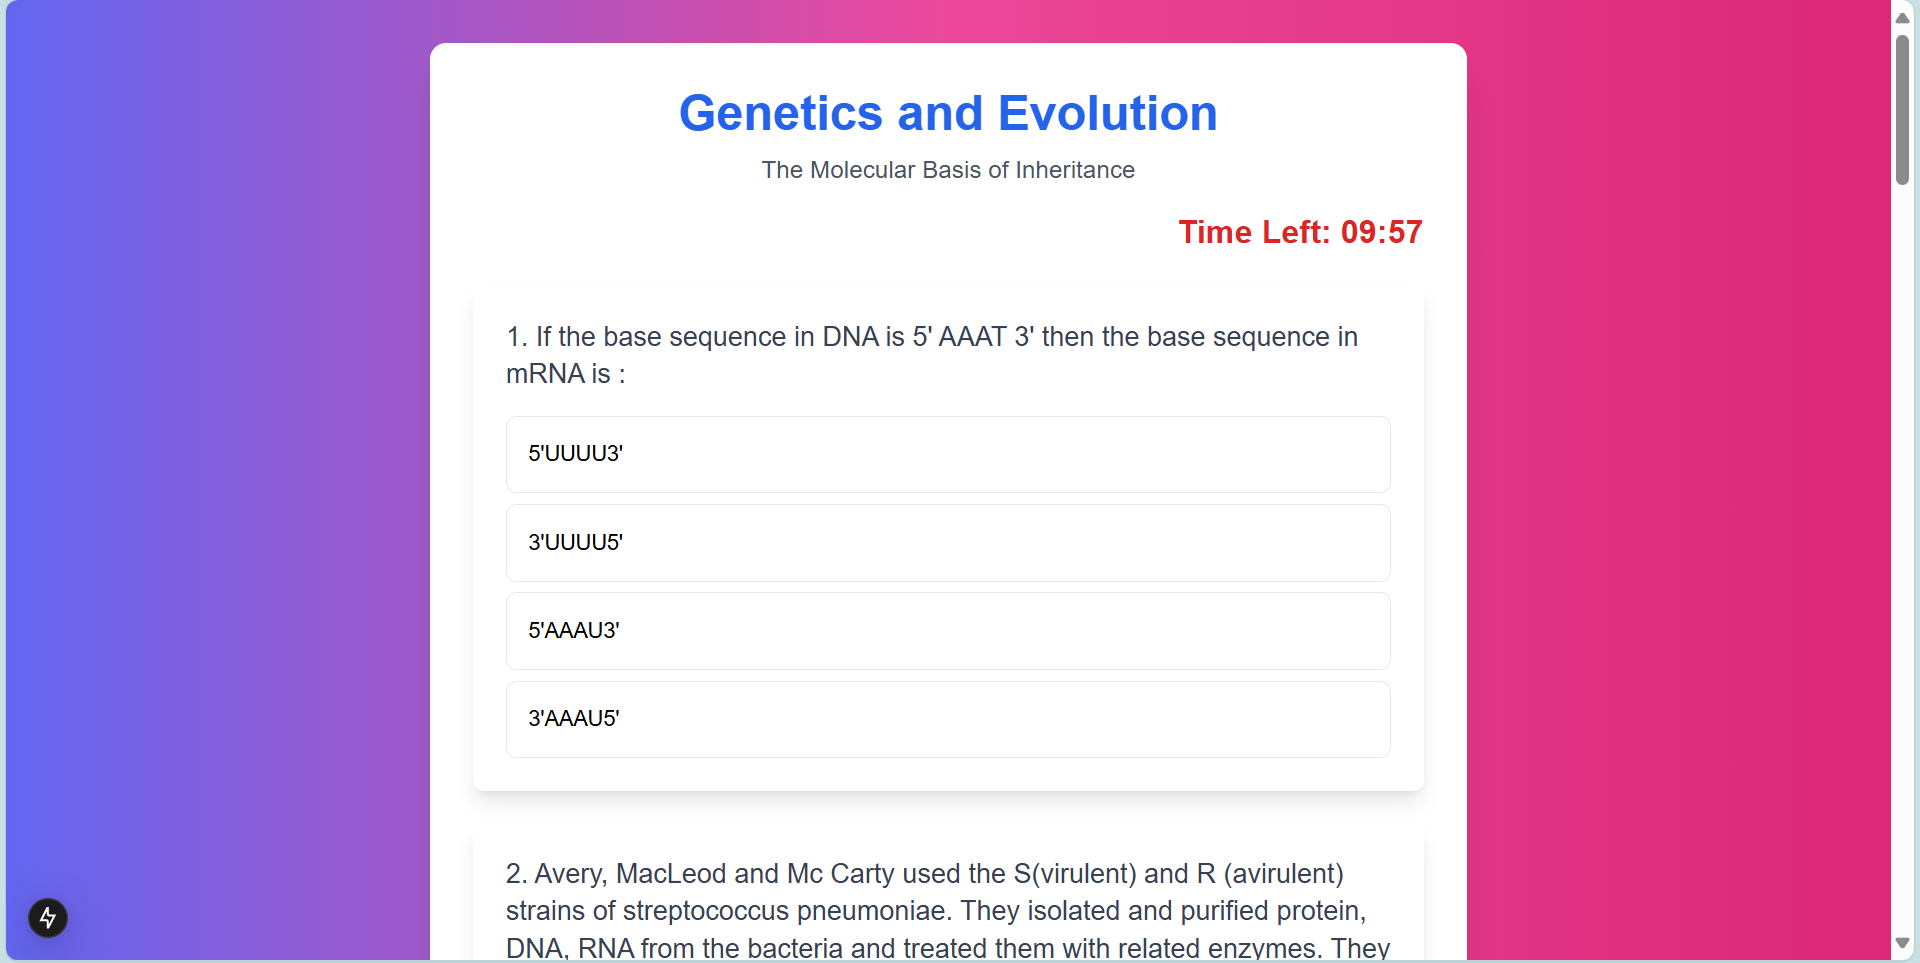 Genetics and Evolution
The Molecular Basis of Inheritance
Time Left: 09:57
1. If the base sequence in DNA is 5' AAAT 3' then the base sequence in
mRNA is :
5'UUUU3'
3'UUUU5'
5'AAAU3'
3'AAAU5'
2. Avery, MacLeod and Mc Carty used the S(virulent) and R (avirulent)
strains of streptococcus pneumoniae. They isolated and purified protein,
DNA, RNA from the bacteria and treated them with related enzymes. They